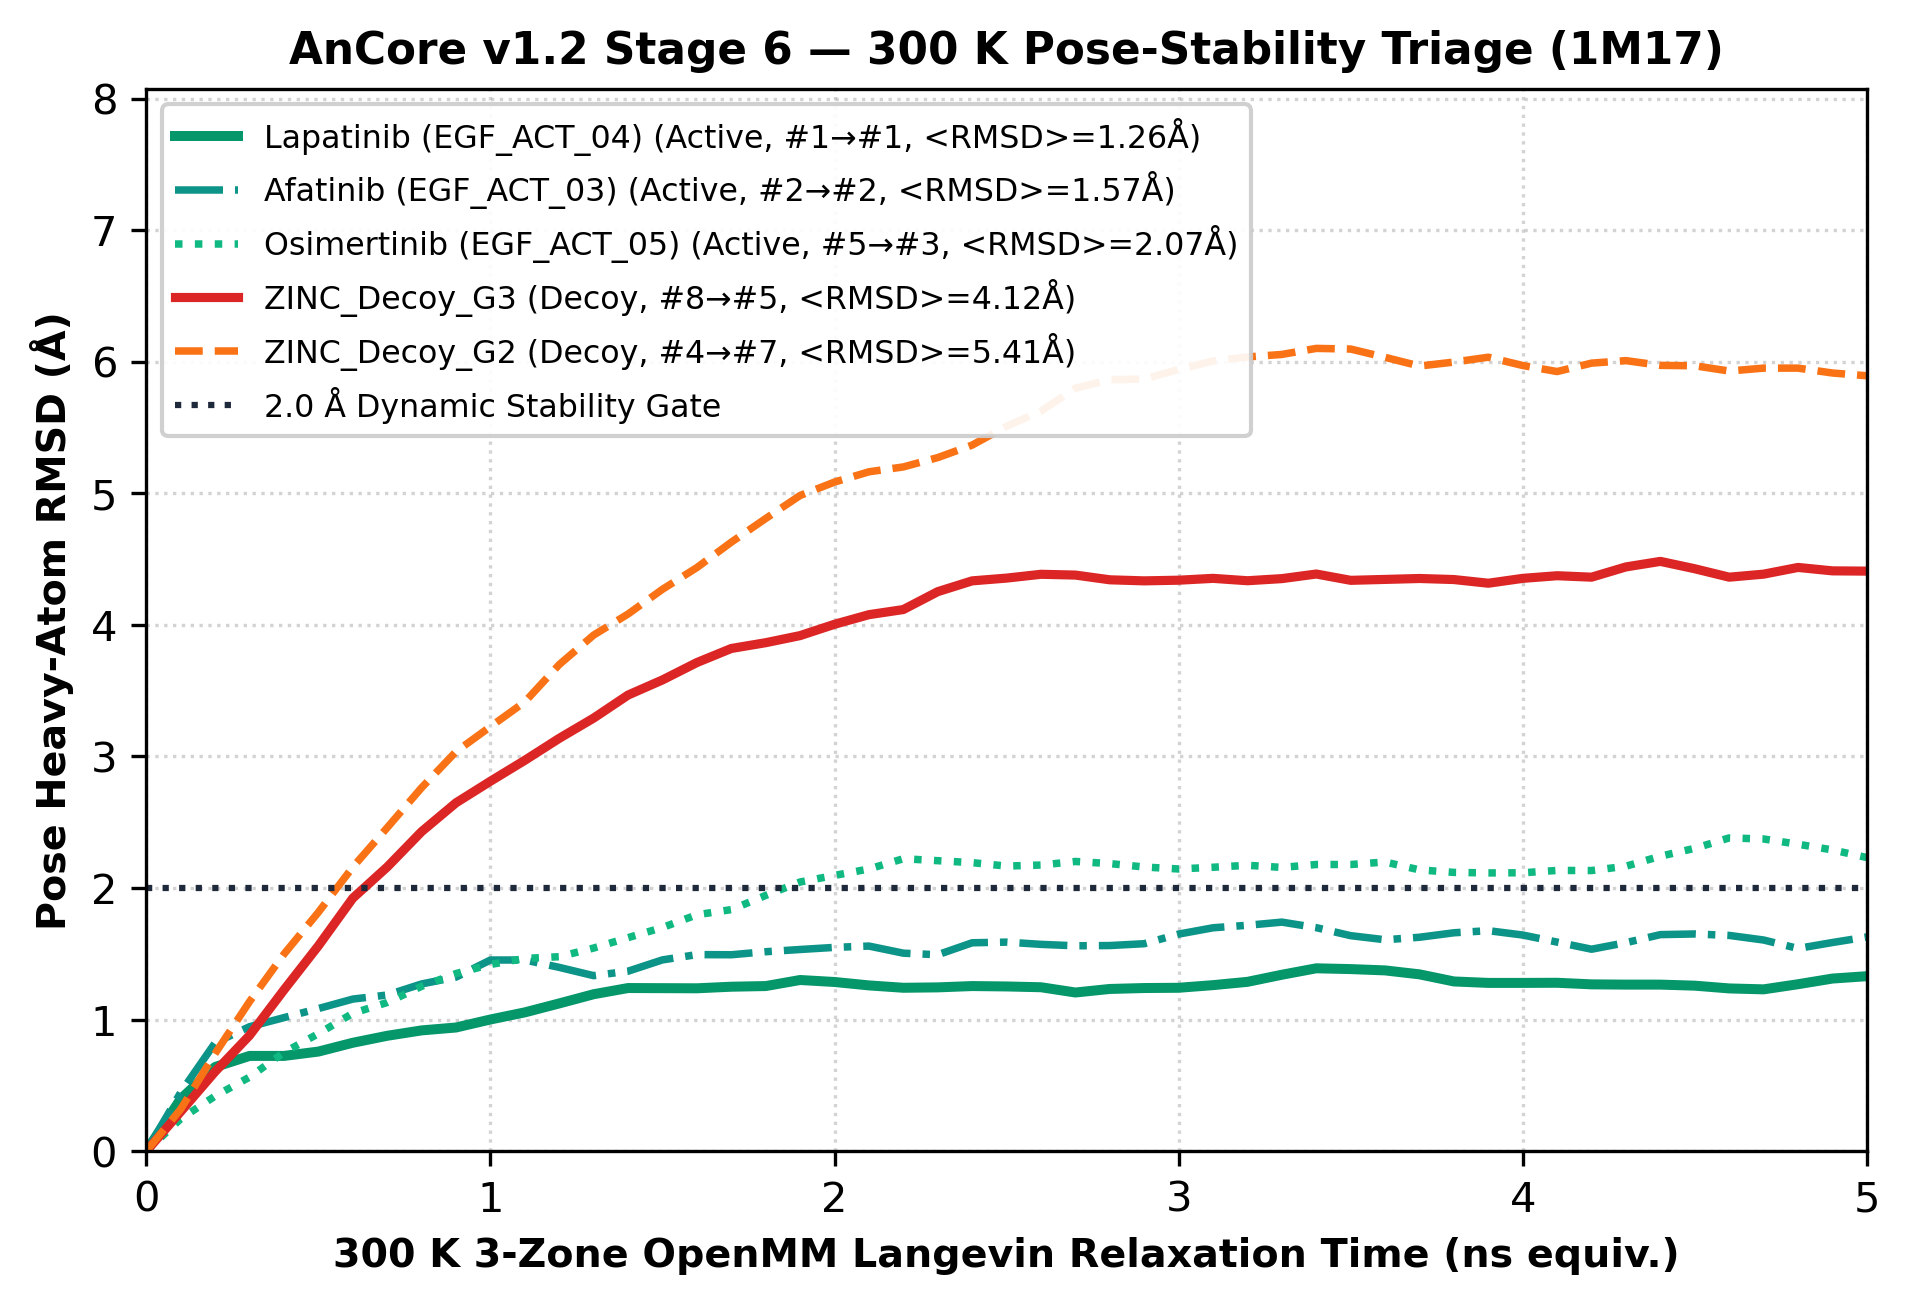 AnCore v1.2 Stage 6 — 300 K Pose-Stability Triage (1M17)
Lapatinib (EGF_ACT_04) (Active, #1→#1, <RMSD>=1.26Å)
Afatinib (EGF_ACT_03) (Active, #2→#2, <RMSD>=1.57Å)
Osimertinib (EGF_ACT_05) (Active, #5→#3, <RMSD>=2.07Å)
ZINC_Decoy_G3 (Decoy, #8→#5, <RMSD>=4.12Å)
ZINC_Decoy_G2 (Decoy, #4→#7, <RMSD>=5.41Å)
2.0 Å Dynamic Stability Gate
Pose Heavy-Atom RMSD (Å)
8
7
6
5
4
3
2
1
0
0 1 2 3 4 5
300 K 3-Zone OpenMM Langevin Relaxation Time (ns equiv.)